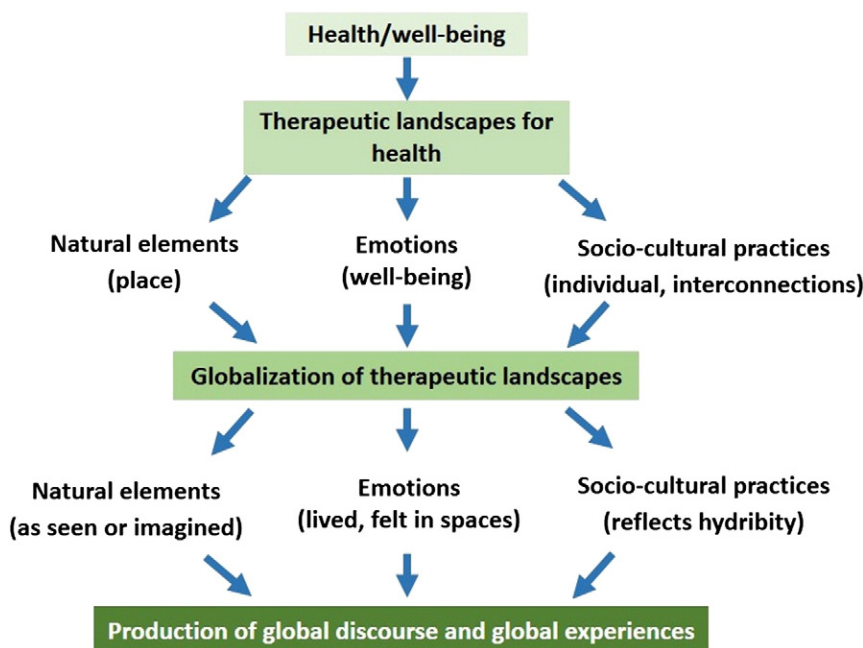 Health/well-being
Therapeutic landscapes for
health
Natural elements
(place)
Emotions
(well-being)
Socio-cultural practices
(individual, interconnections)
Globalization of therapeutic landscapes
Natural elements
(as seen or imagined)
Emotions
(lived, felt in spaces)
Socio-cultural practices
(reflects hydribity)
Production of global discourse and global experiences